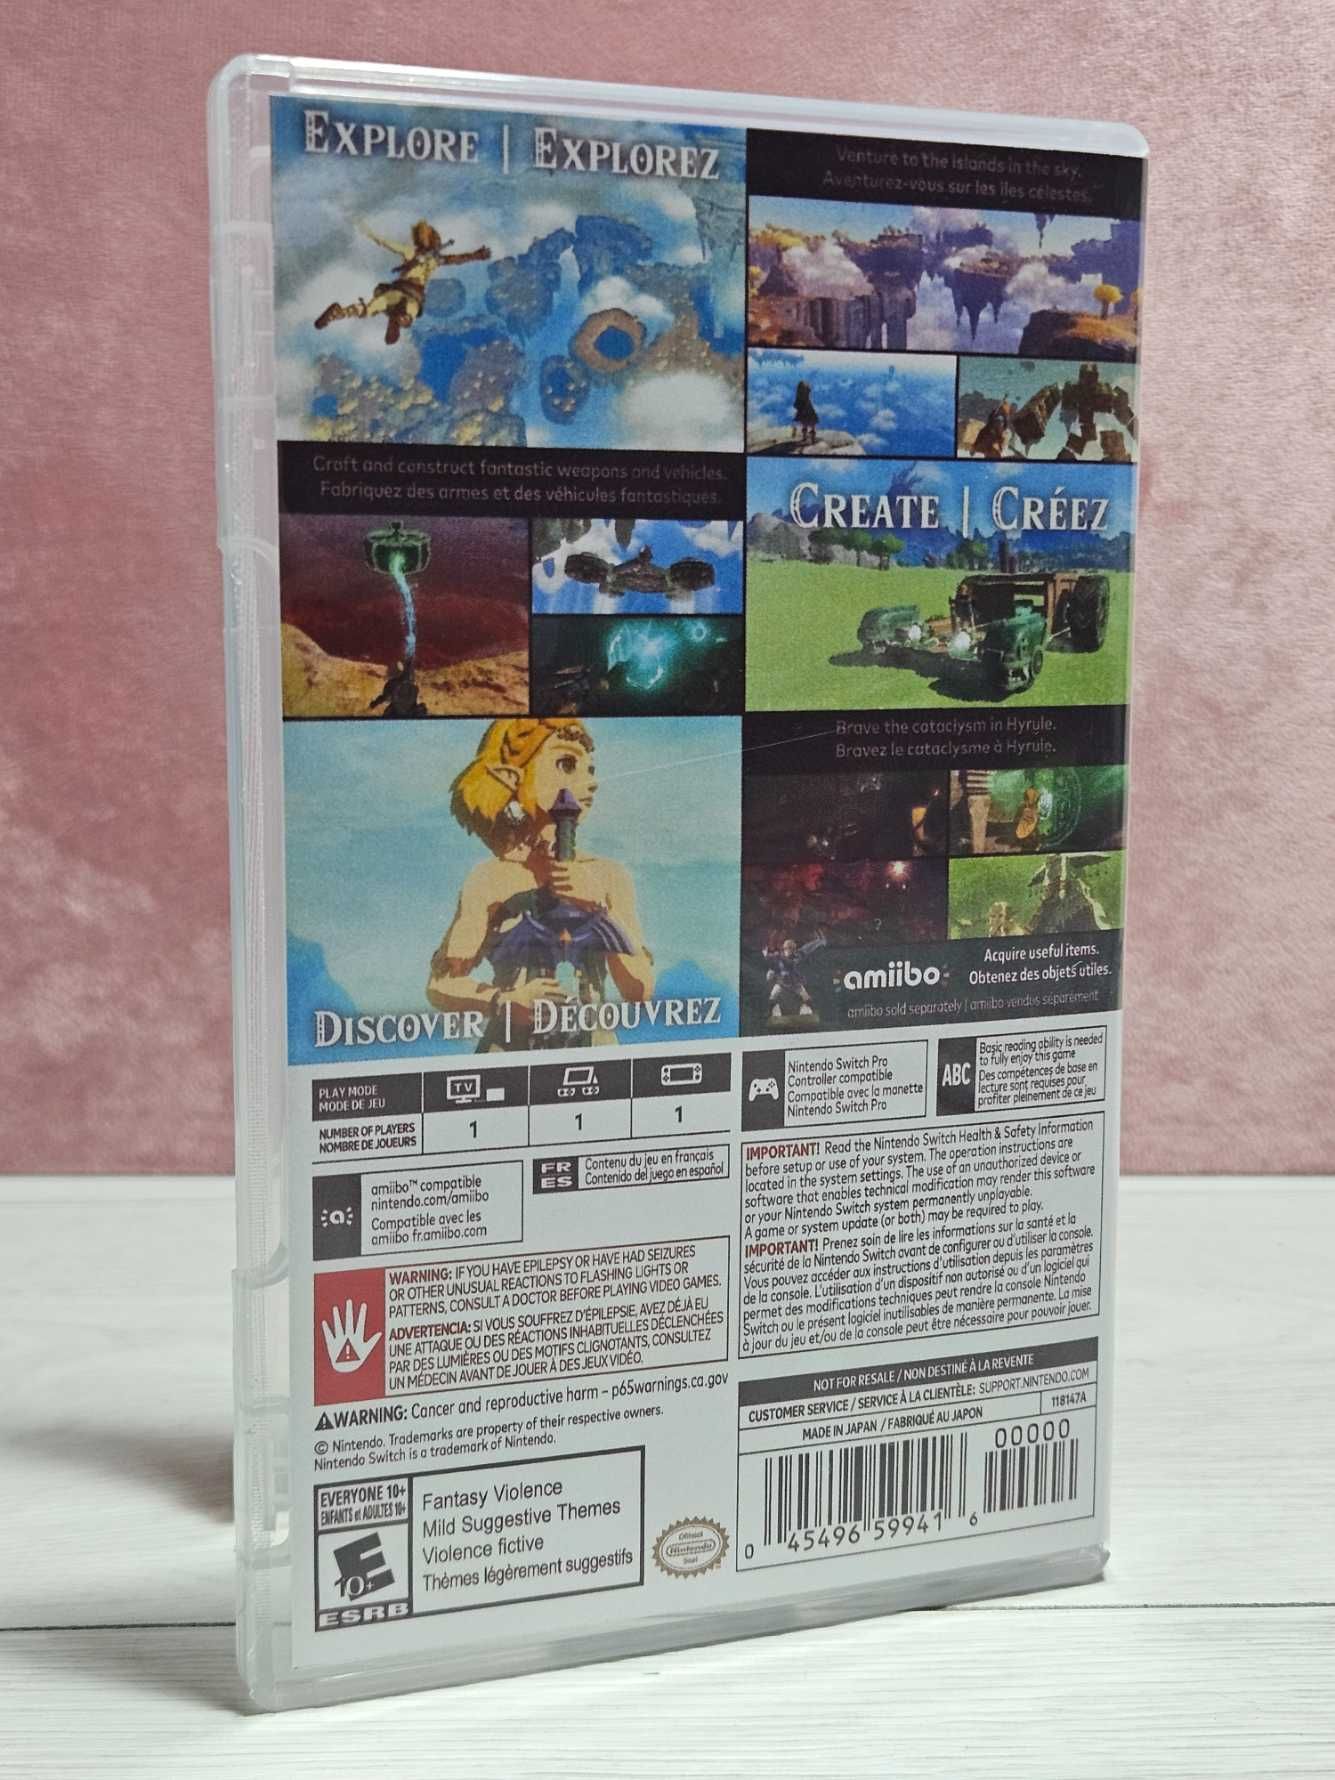 EXPLORE | EXPLOREZ
Venture to the islands in the sky.
Aventurez-vous sur les îles célestes.
Craft and construct fantastic weapons and vehicles.
Fabriquez des armes et des véhicules fantastiques.
CREATE | CRÉEZ
Brave the cataclysm in Hyrule.
Bravez le cataclysme à Hyrule.
DISCOVER | DÉCOUVREZ
amiibo
Acquire useful items.
Obtenez des objets utiles.
amiibo sold separately | amiibo vendus séparément
PLAY MODE
MODE DE JEU
TV
NUMBER OF PLAYERS
NOMBRE DE JOUEURS
1 1 1
Nintendo Switch Pro
Controller compatible
Compatible avec la manette
Nintendo Switch Pro
ABC
Basic reading ability is needed
to fully enjoy this game
Des compétences de base en
lecture sont requises pour
profiter pleinement de ce jeu
a
amiibo™ compatible
nintendo.com/amiibo
Compatible avec les
amiibo fr.amiibo.com
FR
ES
Contenu du jeu en français
Contenido del juego en español
IMPORTANT! Read the Nintendo Switch Health & Safety Information
before setup or use of your system. The operation instructions are
located in the system settings. The use of an unauthorized device or
software that enables technical modification may render this software
or your Nintendo Switch system permanently unplayable.
A game or system update (or both) may be required to play.
IMPORTANT! Prenez soin de lire les informations sur la santé et la
sécurité de la Nintendo Switch avant de configurer ou d'utiliser la console.
Vous pouvez accéder aux instructions d'utilisation depuis les paramètres
de la console. L'utilisation d'un dispositif non autorisé ou d'un logiciel qui
permet des modifications techniques peut rendre la console Nintendo
Switch ou le présent logiciel inutilisables de manière permanente. La mise
à jour du jeu et/ou de la console peut être nécessaire pour pouvoir jouer.
WARNING: IF YOU HAVE EPILEPSY OR HAVE HAD SEIZURES
OR OTHER UNUSUAL REACTIONS TO FLASHING LIGHTS OR
PATTERNS, CONSULT A DOCTOR BEFORE PLAYING VIDEO GAMES.
ADVERTENCIA: SI VOUS SOUFFREZ D'ÉPILEPSIE, AVEZ DÉJÀ EU
UNE ATTAQUE OU DES RÉACTIONS INHABITUELLES DÉCLENCHÉES
PAR DES LUMIÈRES OU DES MOTIFS CLIGNOTANTS, CONSULTEZ
UN MÉDECIN AVANT DE JOUER À DES JEUX VIDÉO.
WARNING: Cancer and reproductive harm – p65warnings.ca.gov
© Nintendo. Trademarks are property of their respective owners.
Nintendo Switch is a trademark of Nintendo.
NOT FOR RESALE / NON DESTINÉ À LA REVENTE
CUSTOMER SERVICE / SERVICE À LA CLIENTÈLE: SUPPORT.NINTENDO.COM
MADE IN JAPAN / FABRIQUÉ AU JAPON
118147A
00000
0 45496 59941 6
EVERYONE 10+
ENFANTS et ADULTES 10+
E
10+
ESRB
Fantasy Violence
Mild Suggestive Themes
Violence fictive
Thèmes légèrement suggestifs
Official
Nintendo
Seal